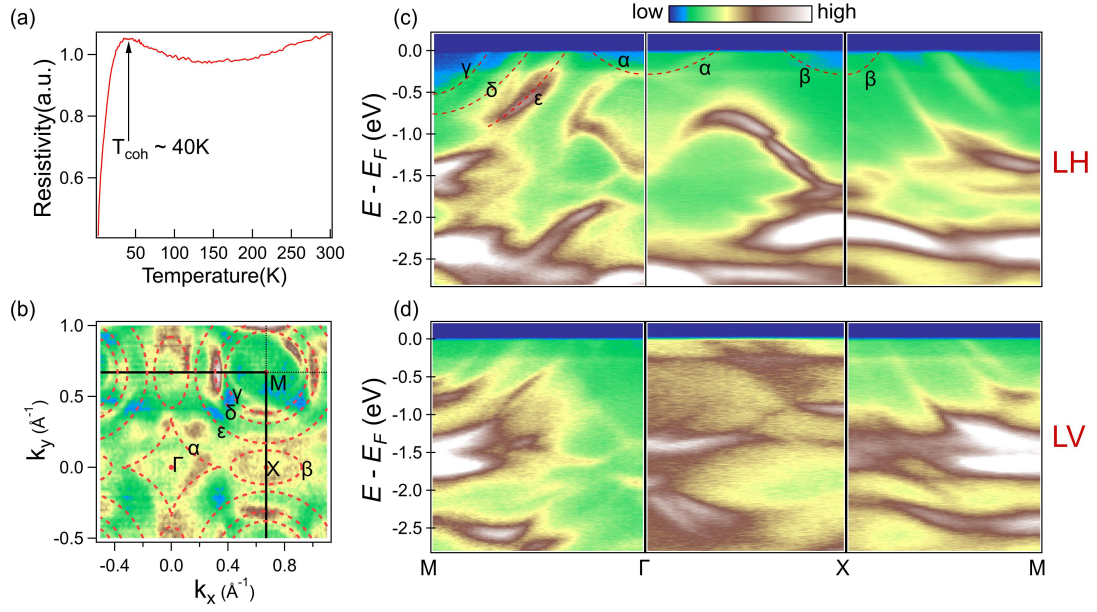 (a)
Resistivity(a.u.)
1.0
0.8
0.6
T_coh ~ 40K
50 100 150 200 250 300
Temperature(K)
(b)
k_y (Å^-1)
1.0
0.5
0.0
-0.5
M
γ
δ
ε
α
Γ
X
β
-0.4 0.0 0.4 0.8
k_x (Å^-1)
low high
(c)
E - E_F (eV)
0.0
-0.5
-1.0
-1.5
-2.0
-2.5
γ
δ
ε
α
α
β
β
LH
(d)
E - E_F (eV)
0.0
-0.5
-1.0
-1.5
-2.0
-2.5
LV
M Γ X M